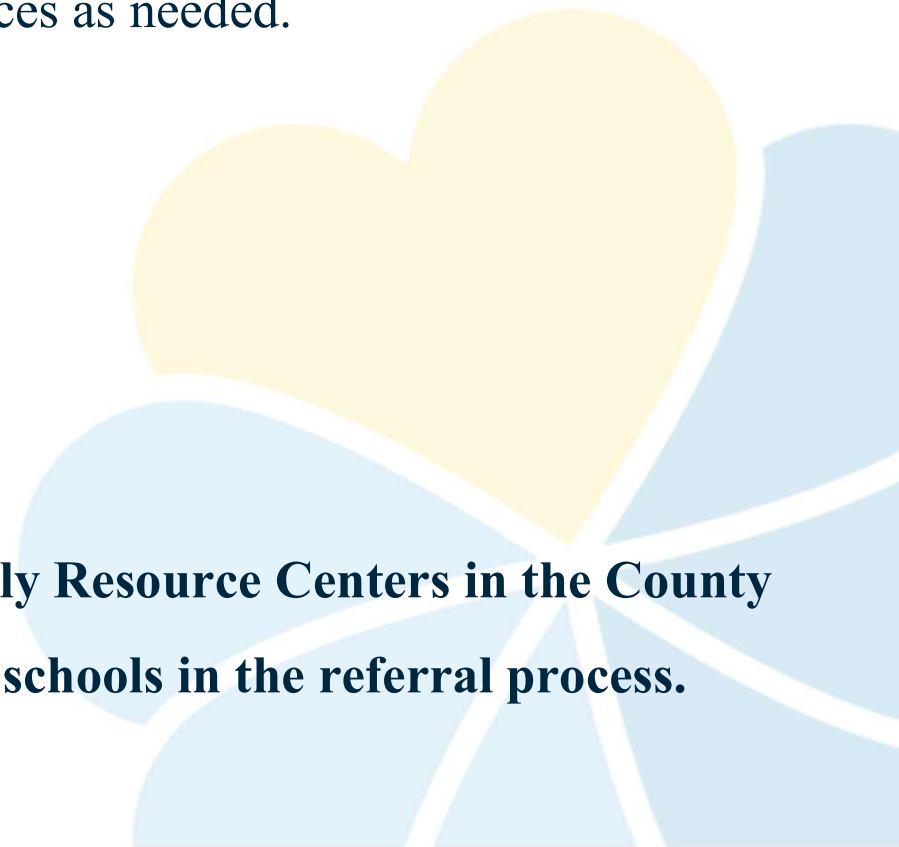 ces as needed.
ly Resource Centers in the County
schools in the referral process.